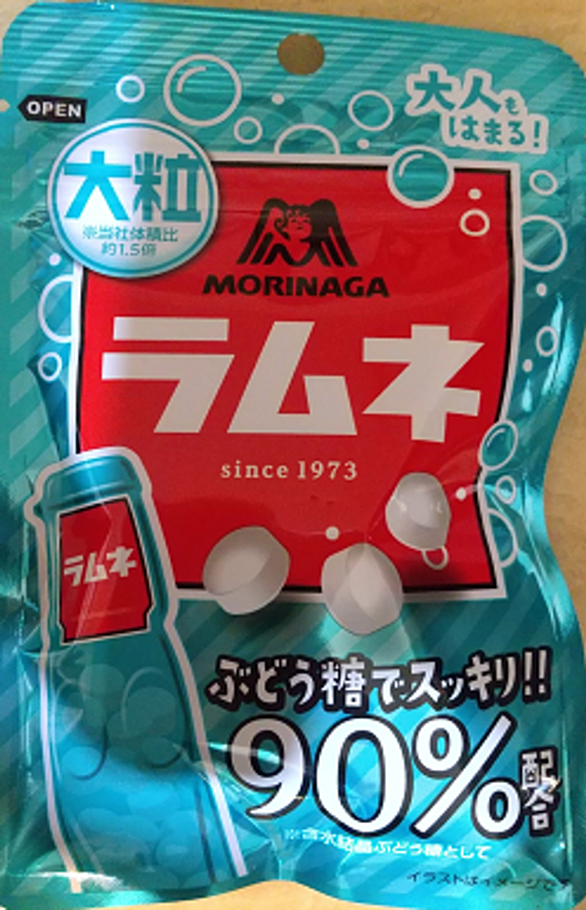 OPEN
大人も
はまる!
大粒
※当社体積比
約1.5倍
MORINAGA
ラムネ
since 1973
ラムネ
ぶどう糖でスッキリ!!
90%配合
※含水結晶ぶどう糖として
イラストはイメージです